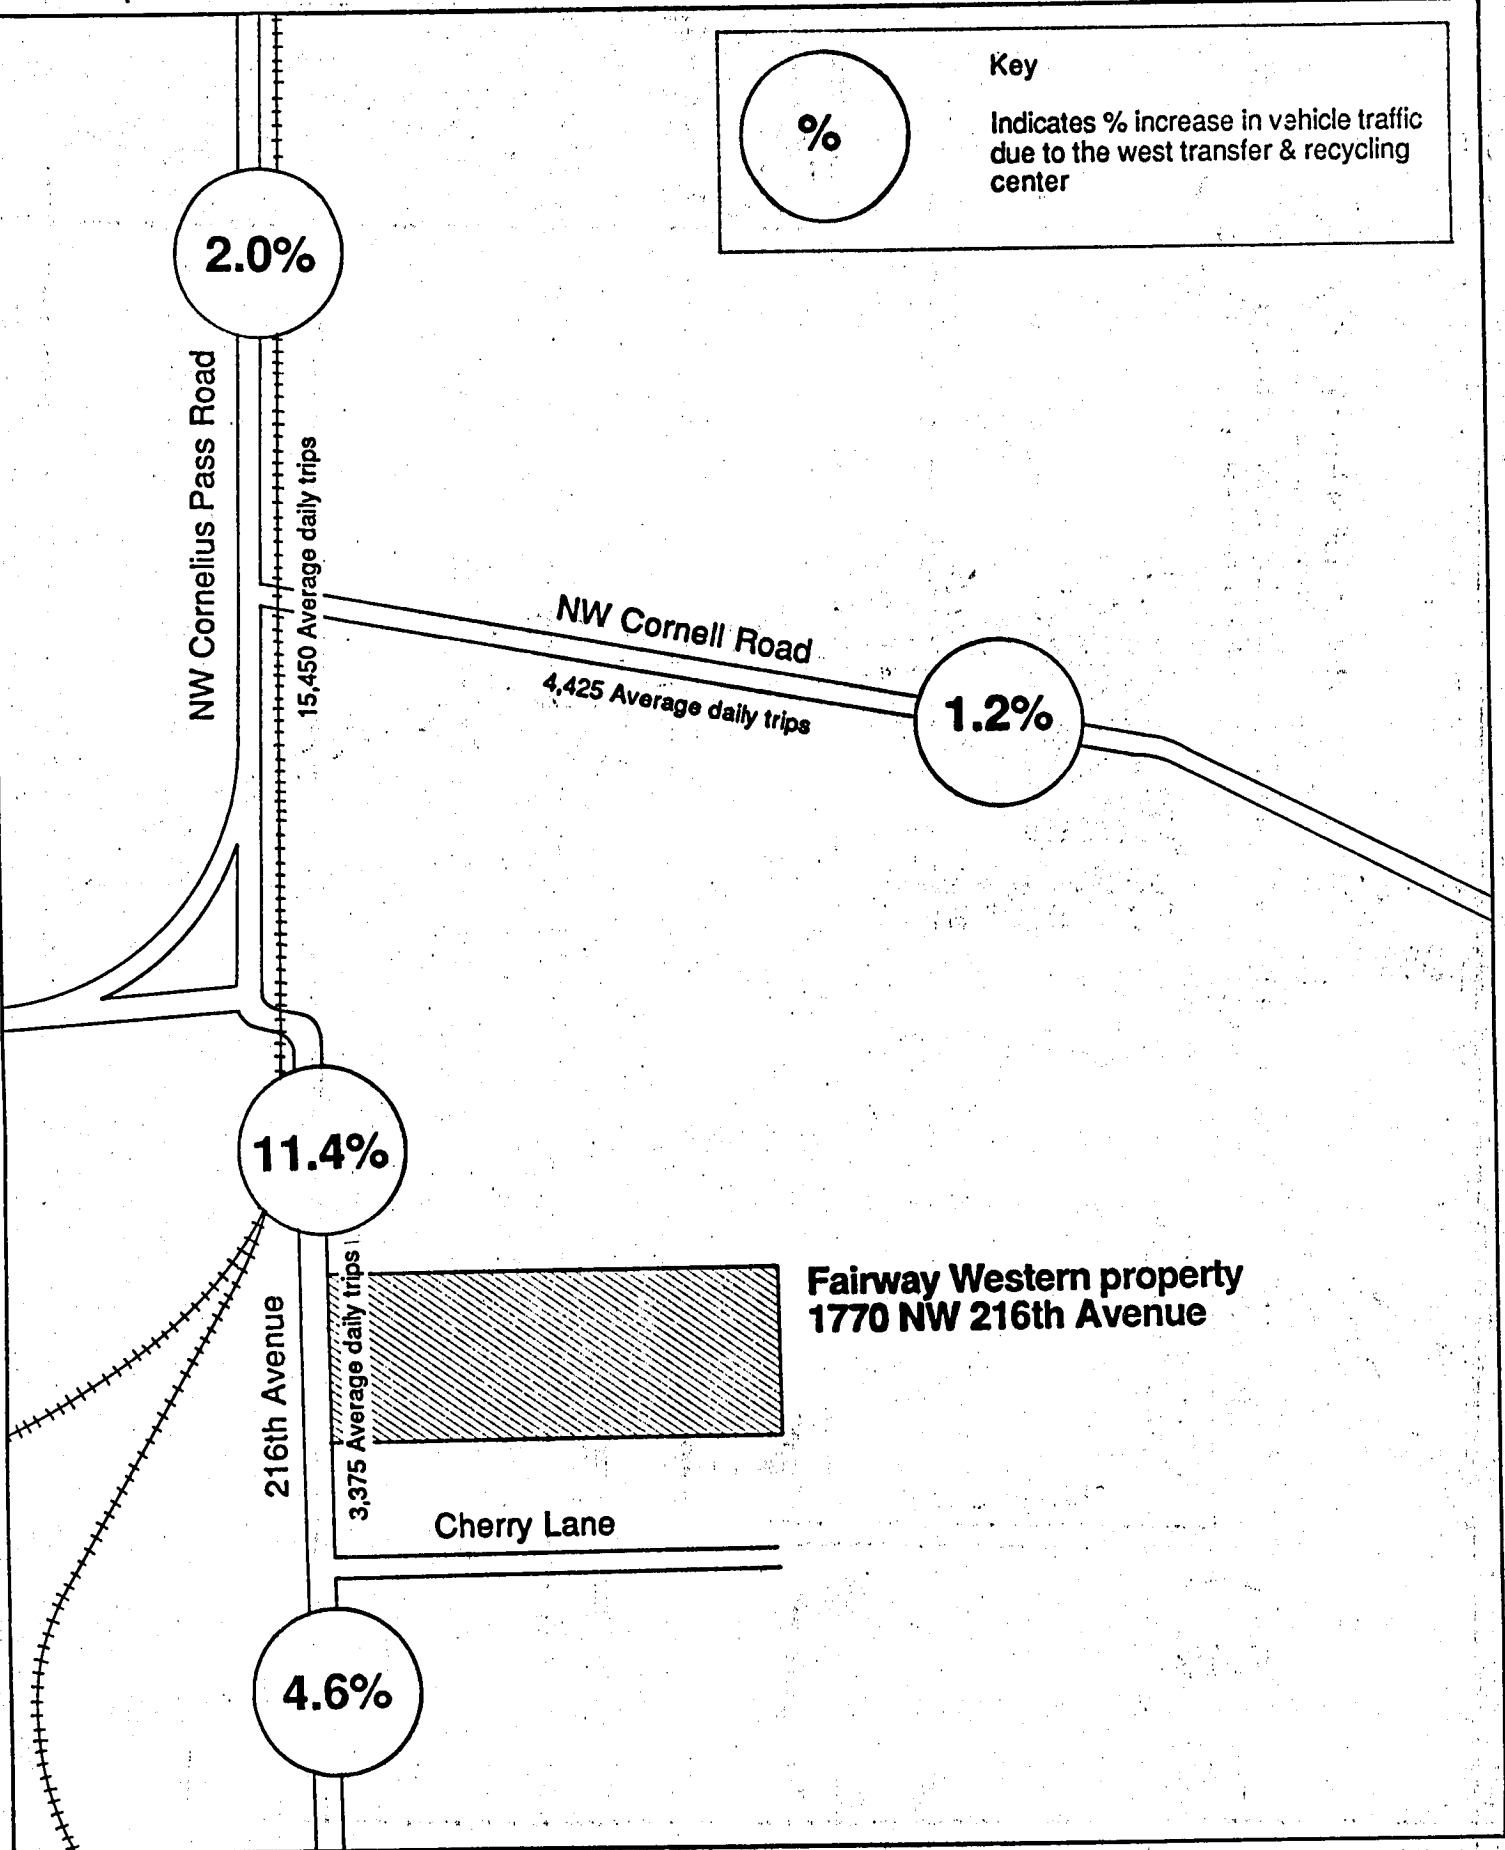 Key
%
Indicates % increase in vehicle traffic
due to the west transfer & recycling
center
2.0%
NW Cornelius Pass Road
15,450 Average daily trips
NW Cornell Road
4,425 Average daily trips
1.2%
11.4%
Fairway Western property
1770 NW 216th Avenue
216th Avenue
3,375 Average daily trips
Cherry Lane
4.6%